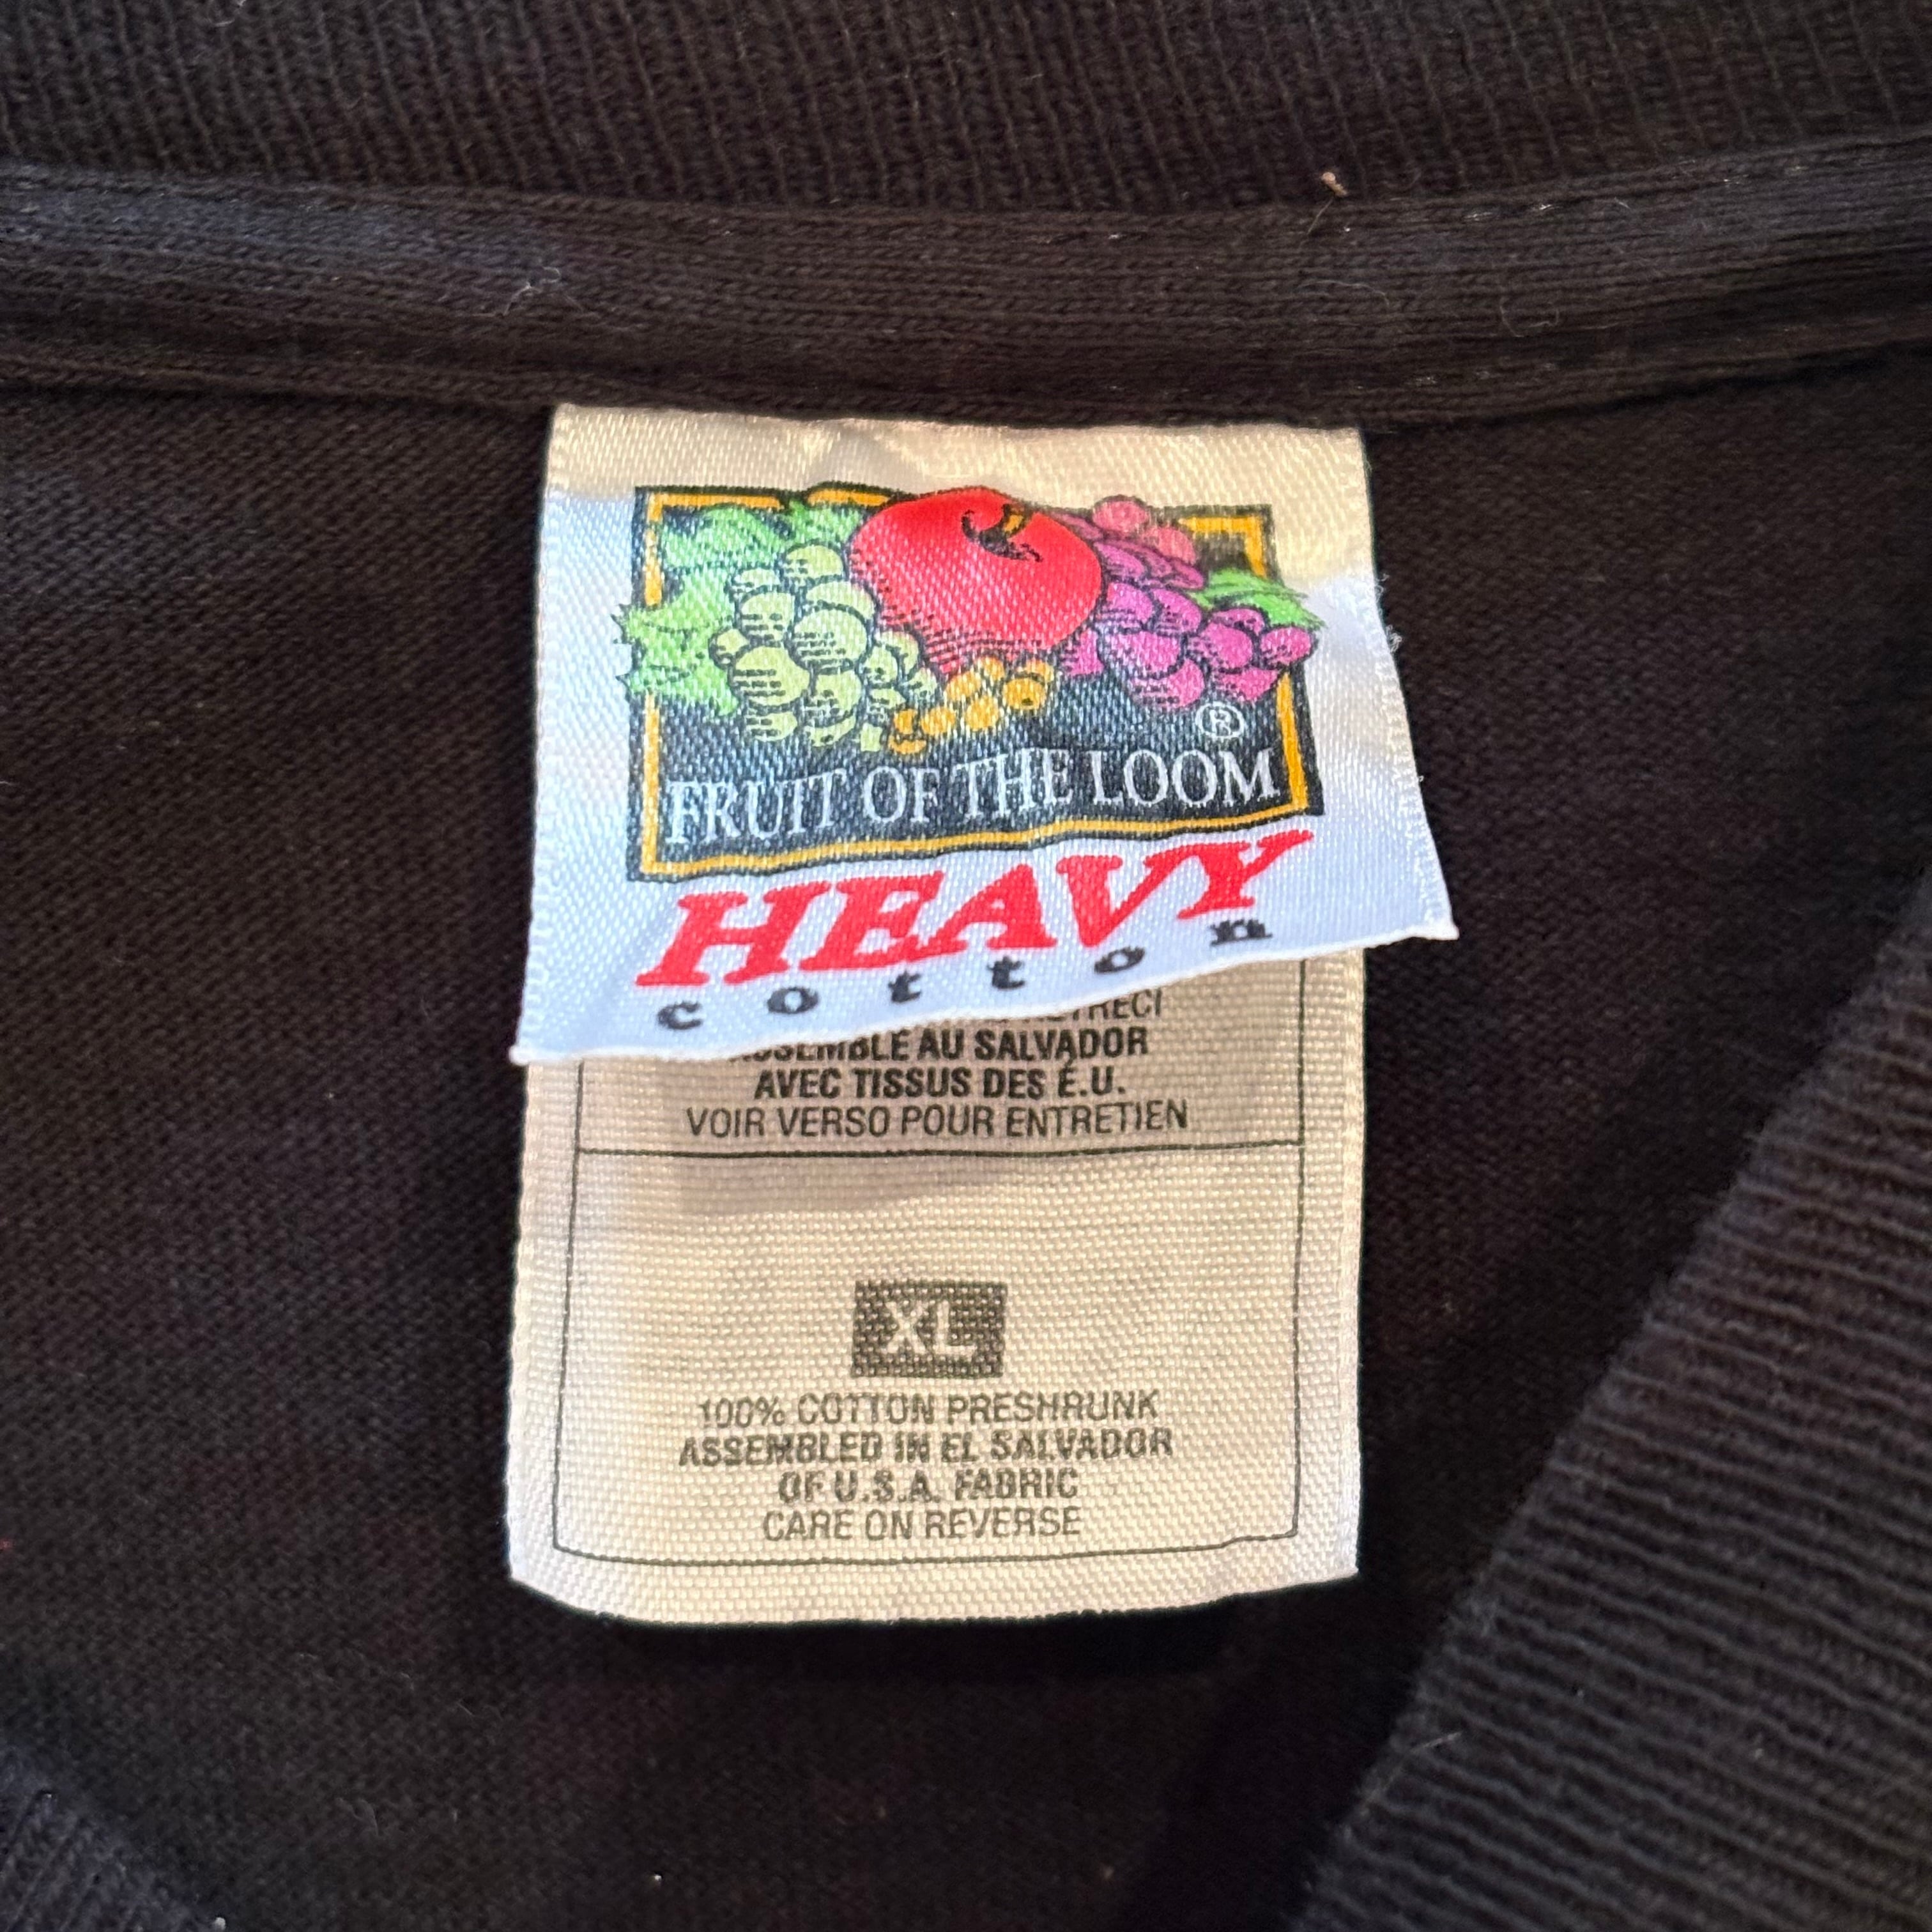 ®
FRUIT OF THE LOOM
HEAVY
cotton
ASSEMBLÉ AU SALVADOR
AVEC TISSUS DES É.U.
VOIR VERSO POUR ENTRETIEN
XL
100% COTTON PRESHRUNK
ASSEMBLED IN EL SALVADOR
OF U.S.A. FABRIC
CARE ON REVERSE